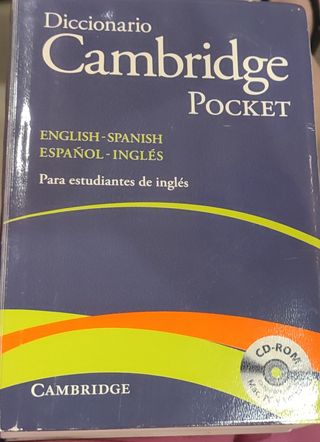 Diccionario
Cambridge
POCKET
ENGLISH-SPANISH
ESPAÑOL-INGLÉS
Para estudiantes de inglés
CD-ROM
CAMBRIDGE